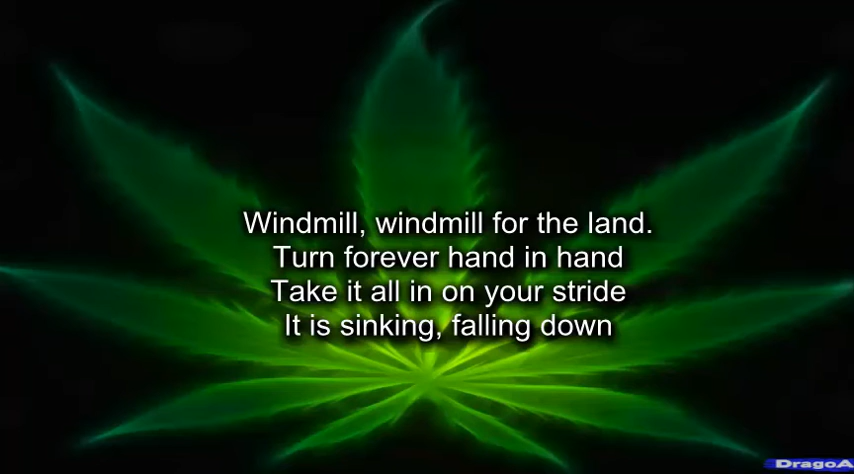 Windmill, windmill for the land.
Turn forever hand in hand
Take it all in on your stride
It is sinking, falling down
DragoA